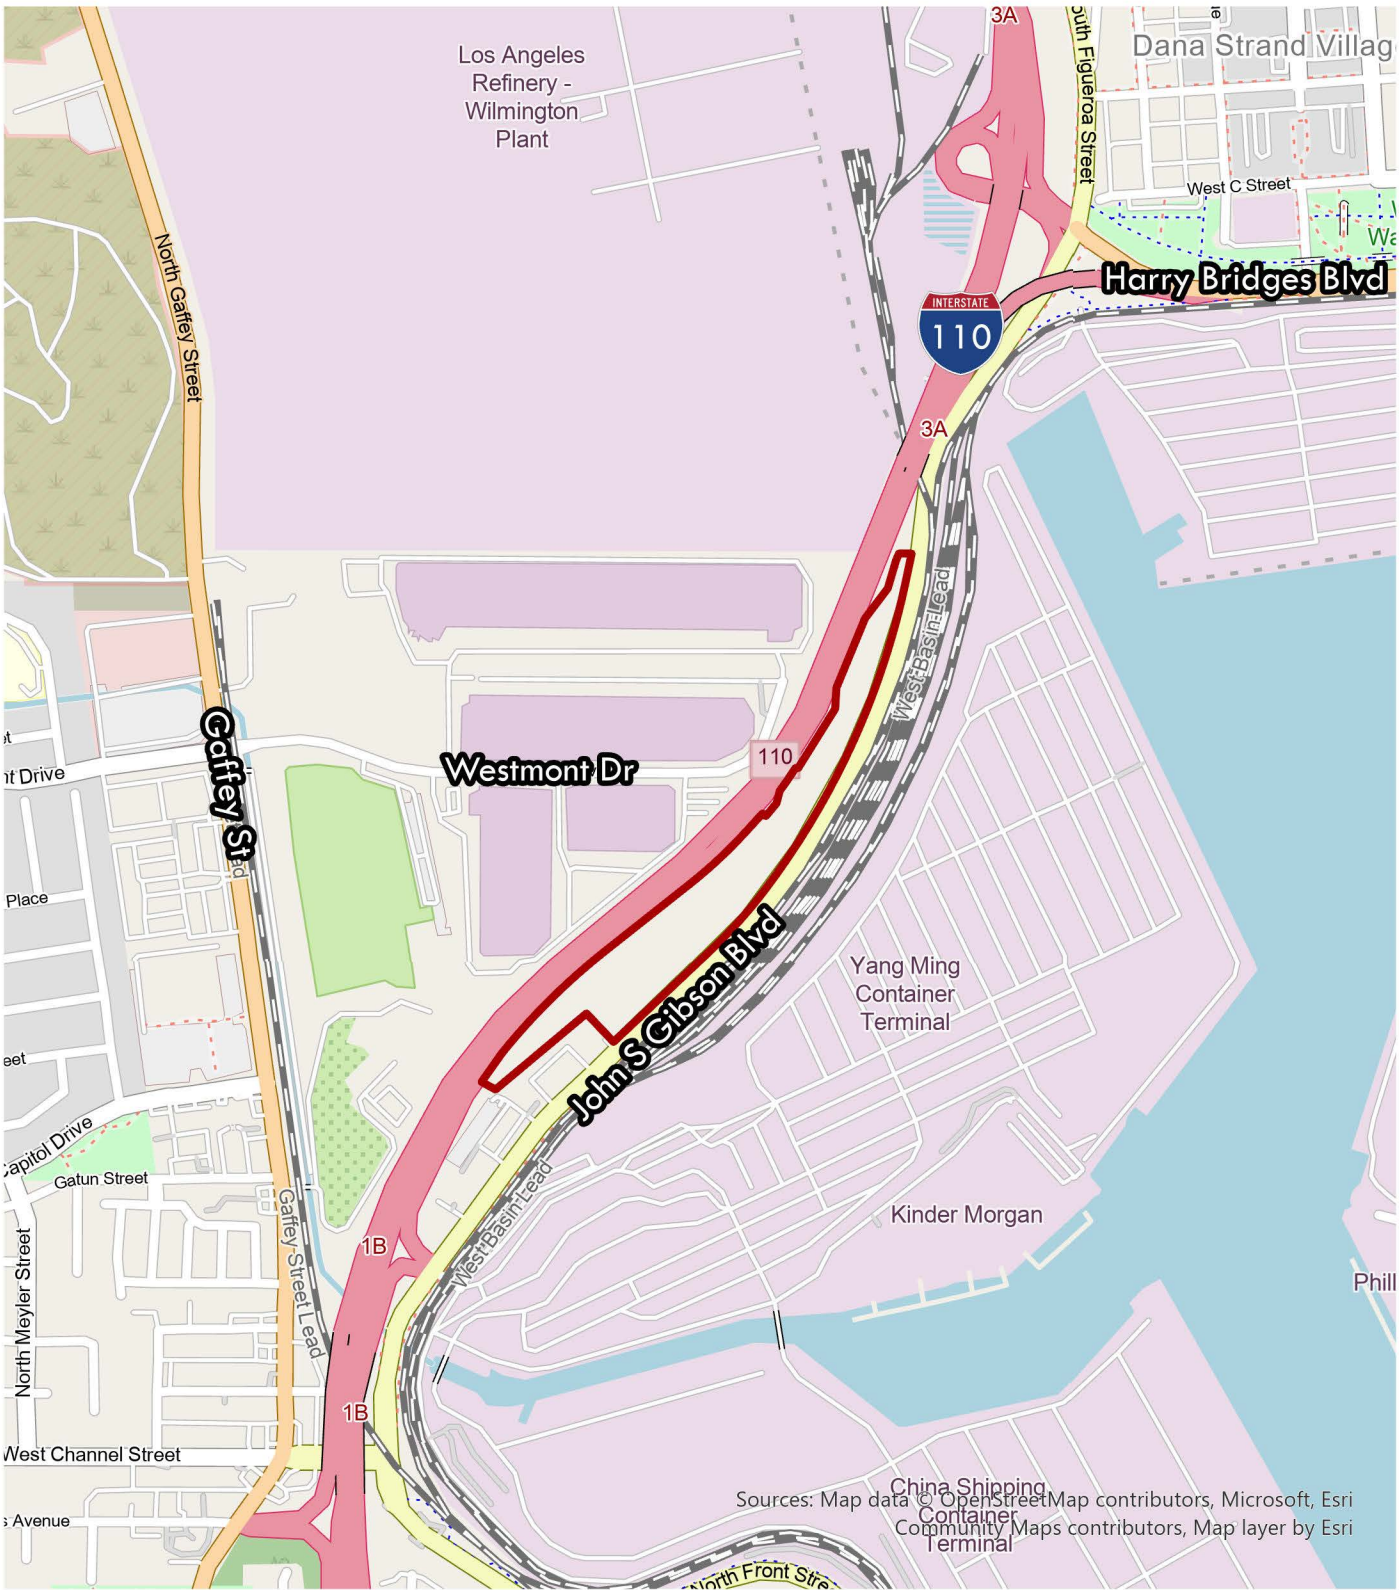 3A
South Figueroa Street
Dana Strand Villag
Los Angeles
Refinery -
Wilmington
Plant
West C Street
Wa
North Gaffey Street
Harry Bridges Blvd
INTERSTATE
110
3A
West Basin Lead
Gaffey St
nt Drive
Westmont Dr
110
Place
John S Gibson Blvd
Yang Ming
Container
Terminal
eet
Capitol Drive
Gatun Street
West Basin Lead
Kinder Morgan
Gaffey Street Lead
1B
North Meyler Street
Phill
1B
West Channel Street
China Shipping
Container
Terminal
Sources: Map data © OpenStreetMap contributors, Microsoft, Esri
Community Maps contributors, Map layer by Esri
s Avenue
North Front Stre